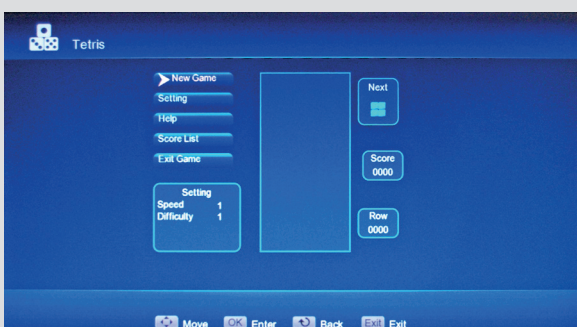 Tetris
New Game
Setting
Help
Score List
Exit Game
Setting
Speed 1
Difficulty 1
Next
Score
0000
Row
0000
Move OK Enter Back Exit Exit